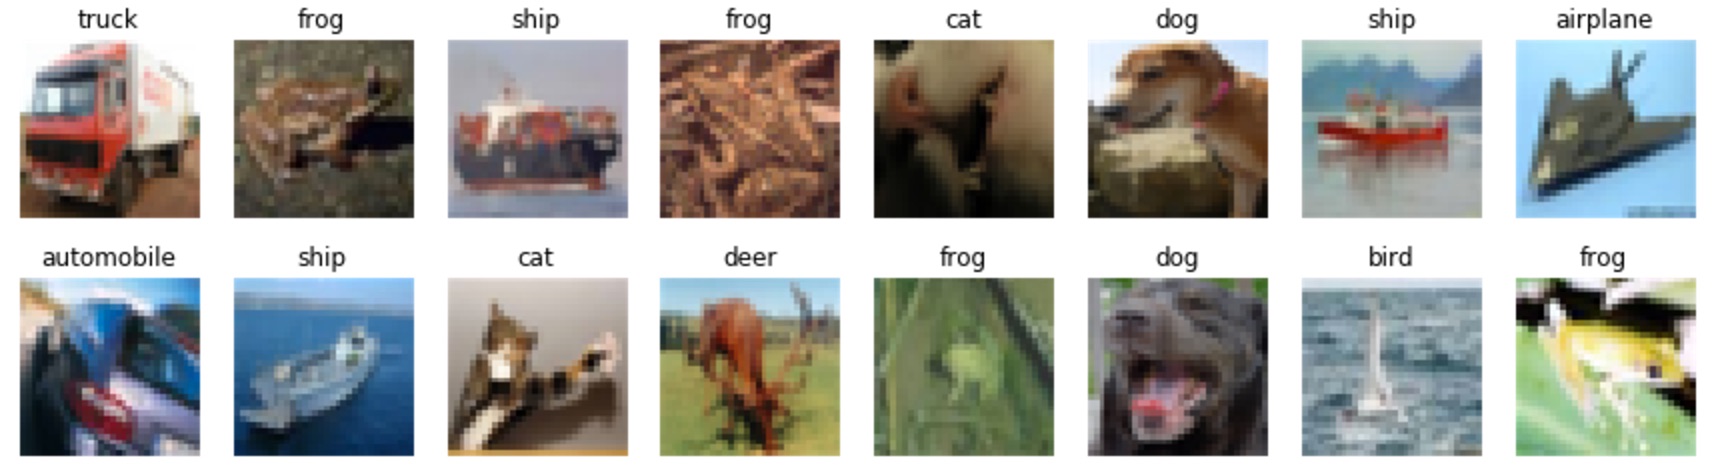 truck frog ship frog cat dog ship airplane
automobile ship cat deer frog dog bird frog